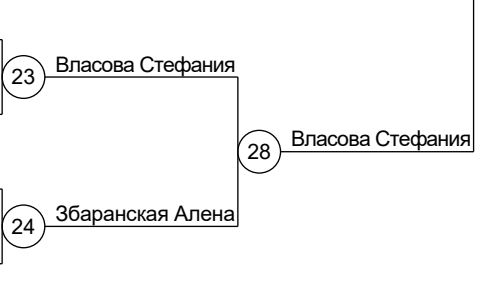 23 Власова Стефания
28 Власова Стефания
24 Збаранская Алена